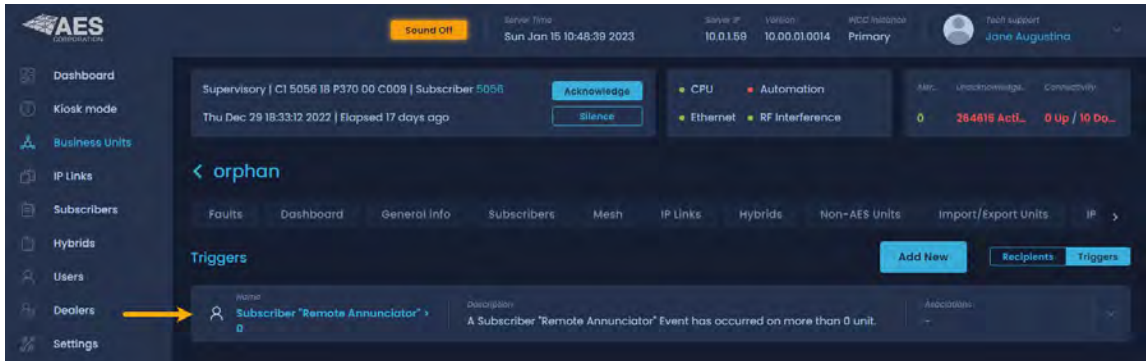 AES
CORPORATION
Sound Off
Server Time
Sun Jan 15 10:48:39 2023
Server IP
10.0.1.59
Version
10.00.01.0014
INCC Instance
Primary
Tech support
Jane Augustina
Dashboard
Kiosk mode
Business Units
IP Links
Subscribers
Hybrids
Users
Dealers
Settings
Supervisory | C1 5056 18 P370 00 C009 | Subscriber 5056
Acknowledge
Thu Dec 29 18:33:12 2022 | Elapsed 17 days ago
Silence
CPU
Automation
Ethernet
RF Interference
Unacknowledge..
Connectivity
0
264615 Acti...
0 Up / 10 Do...
orphan
Faults
Dashboard
General Info
Subscribers
Mesh
IP Links
Hybrids
Non-AES Units
Import/Export Units
IP
Triggers
Add New
Recipients
Triggers
Name
Subscriber "Remote Annunciator" >
0
Description
A Subscriber "Remote Annunciator" Event has occurred on more than 0 unit.
Associations
-